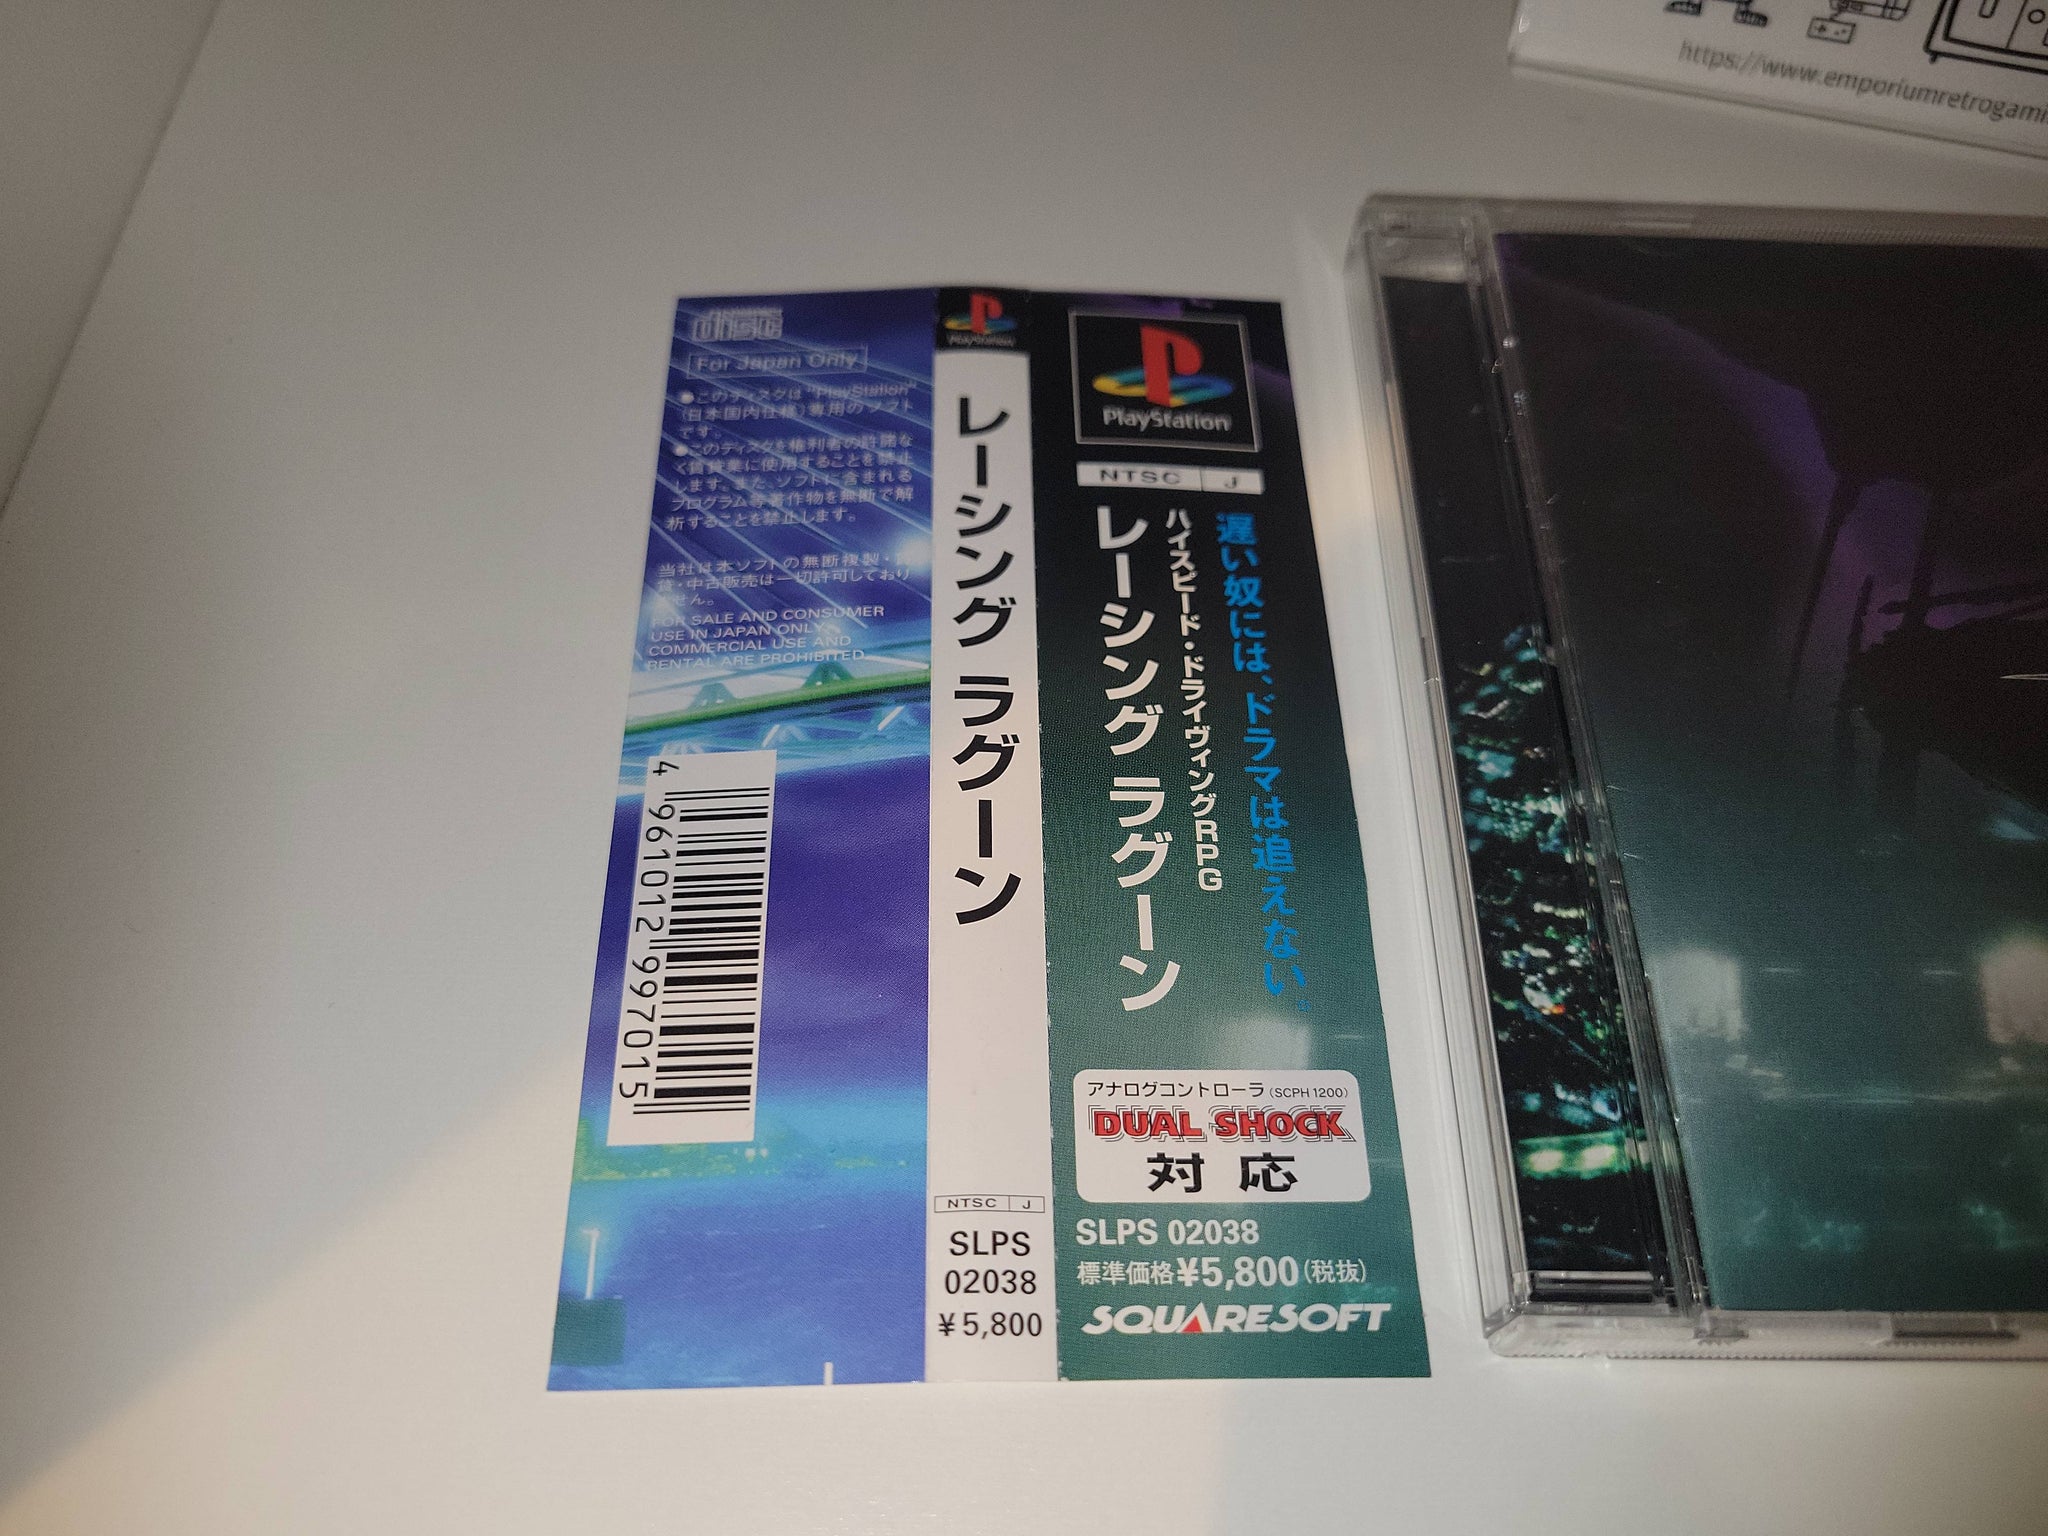 https://www.emporiumretrogami
disc
For Japan Only
●このディスクは"PlayStation"
(日本国内仕様)専用のソフト
です。
●このディスクを権利者の許諾な
く賃貸業に使用することを禁止
します。また、ソフトに含まれる
プログラム等著作物を無断で解
析することを禁止します。
当社は本ソフトの無断複製・賃
貸・中古販売は一切許可しており
ません。
FOR SALE AND CONSUMER
USE IN JAPAN ONLY.
COMMERCIAL USE AND
RENTAL ARE PROHIBITED.
4 961012 997015
PlayStation
レーシング ラグーン
NTSC J
SLPS
02038
¥5,800
PlayStation
NTSC J
遅い奴には、ドラマは追えない。
ハイスピード・ドライヴィングRPG
レーシング ラグーン
アナログコントローラ(SCPH 1200)
DUAL SHOCK
対応
SLPS 02038
標準価格¥5,800(税抜)
SQUARESOFT